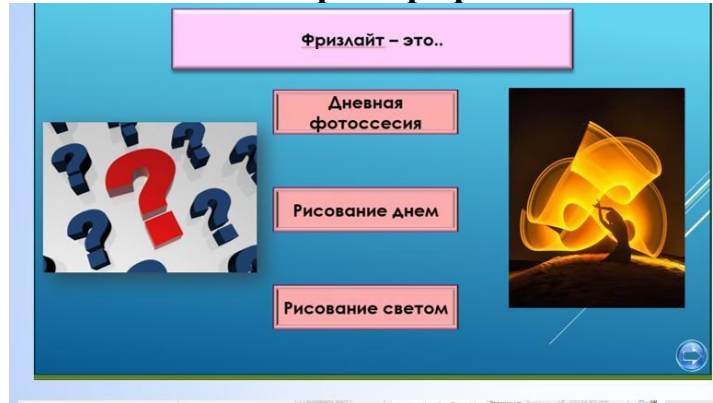 Фризлайт – это..
Дневная
фотоссесия
Рисование днем
Рисование светом